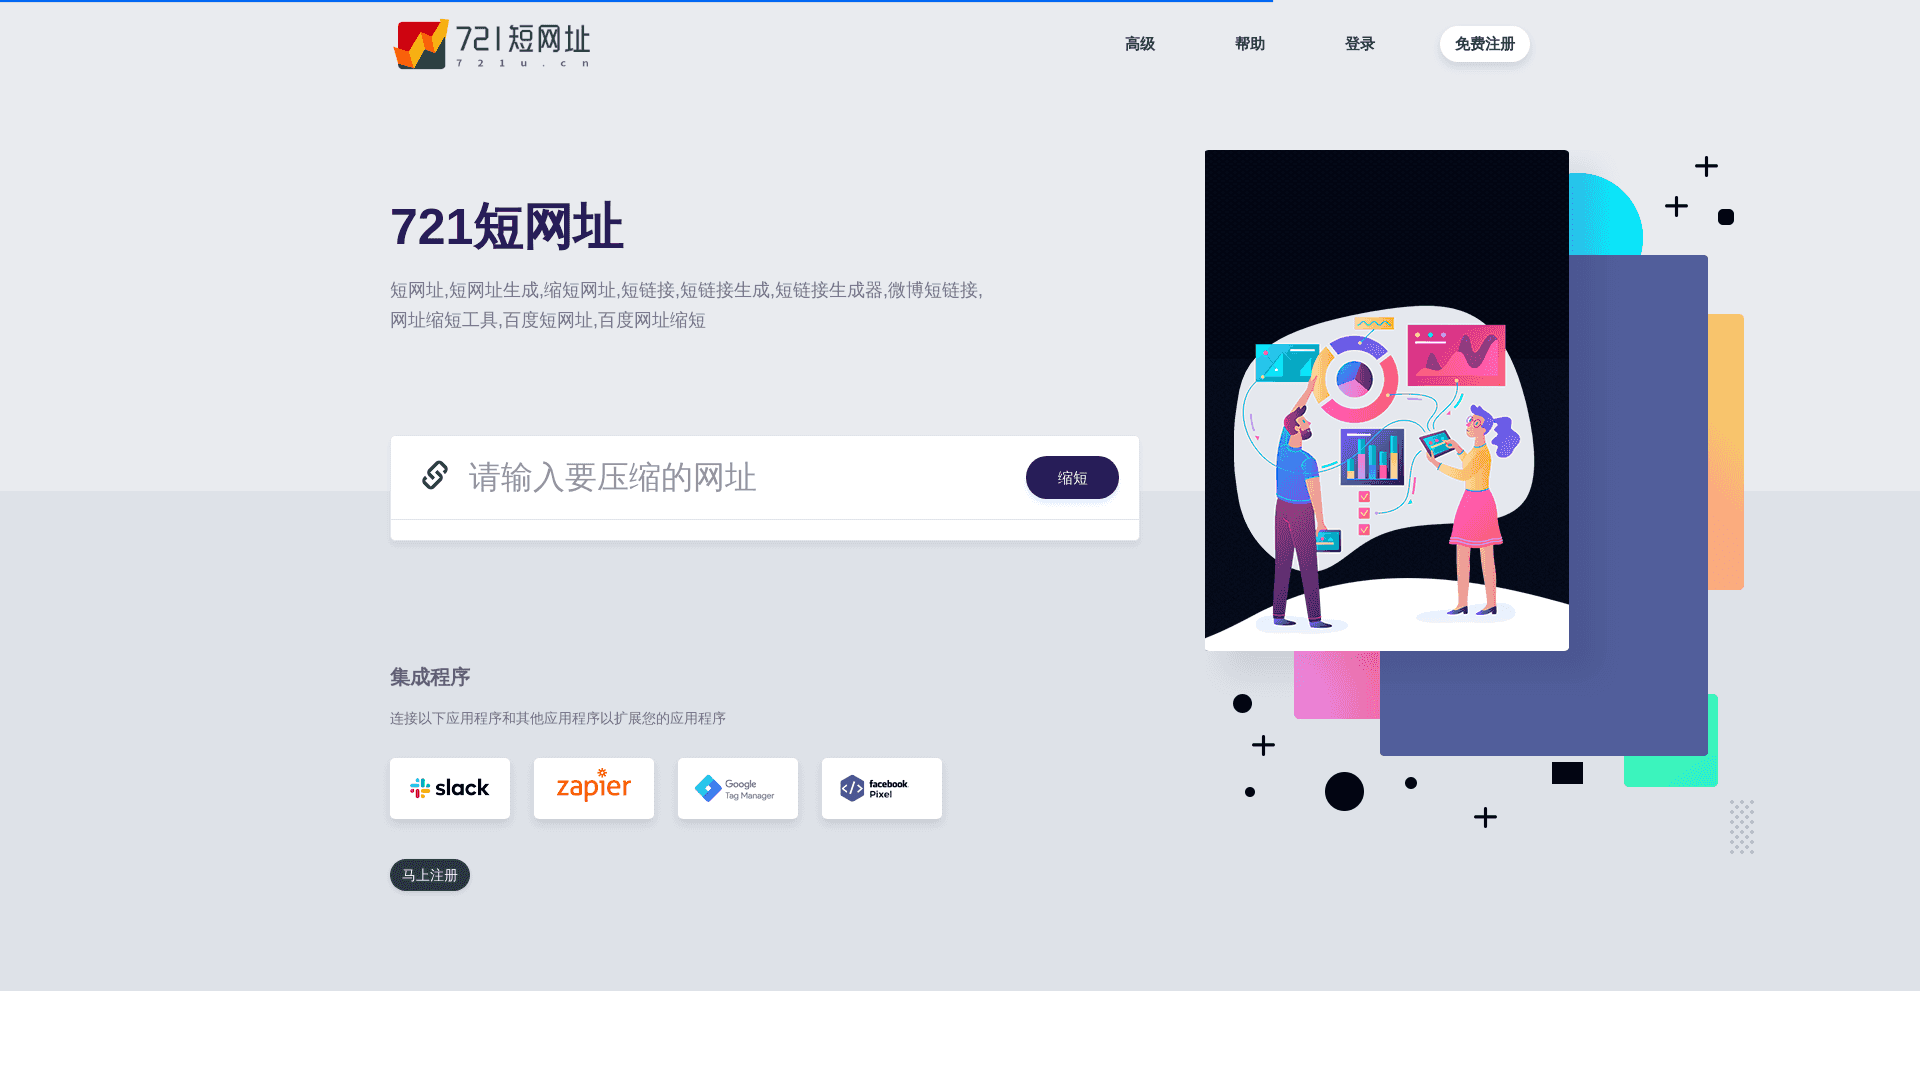 721短网址
721u.cn
高级
帮助
登录
免费注册
721短网址
短网址,短网址生成,缩短网址,短链接,短链接生成,短链接生成器,微博短链接,
网址缩短工具,百度短网址,百度网址缩短
请输入要压缩的网址
缩短
集成程序
连接以下应用程序和其他应用程序以扩展您的应用程序
slack
zapier
Google
Tag Manager
facebook
Pixel
马上注册